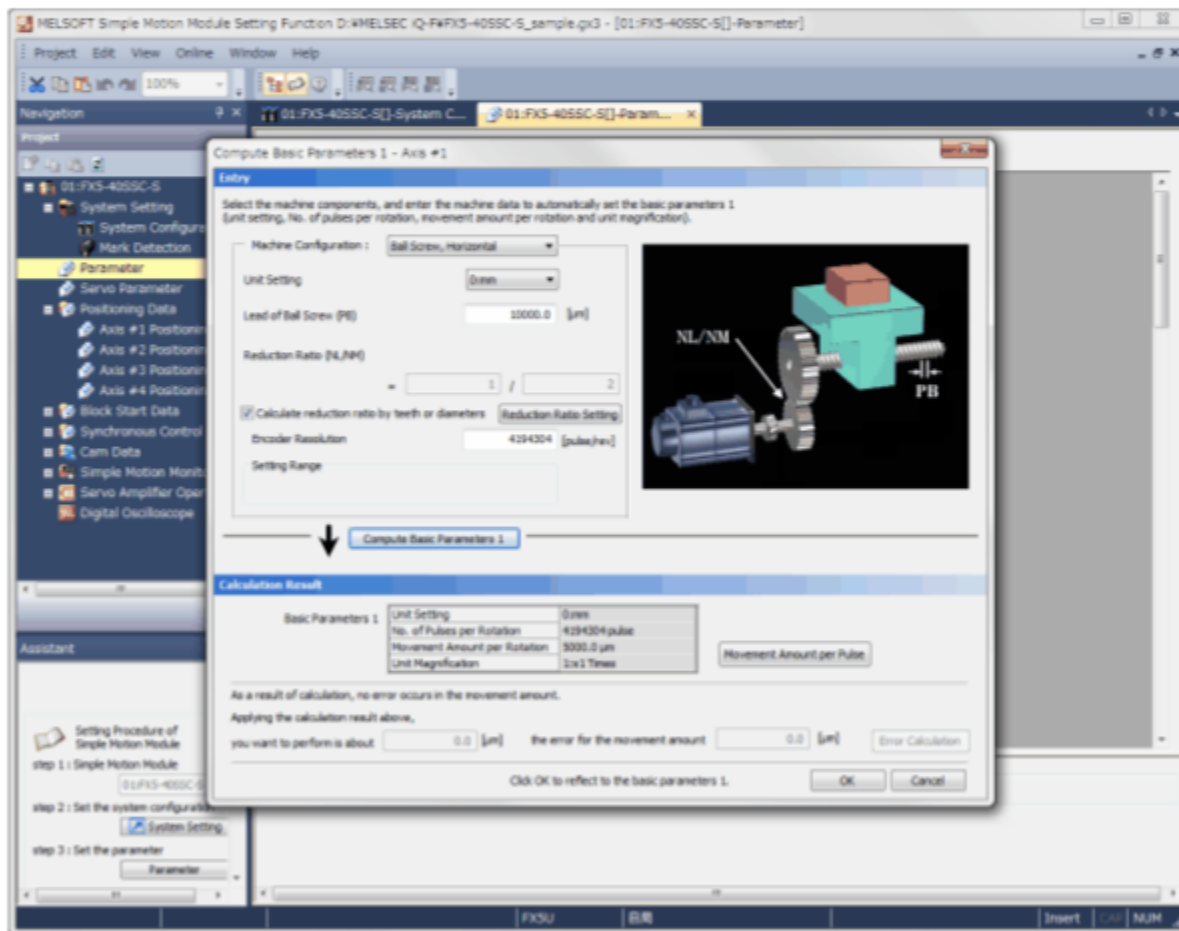 MELSOFT Simple Motion Module Setting Function D:¥MELSEC iQ-F¥FX5-40SSC-S_sample.gx3 - [01:FX5-40SSC-S[]-Parameter]
Project Edit View Online Window Help
100%
Navigation
01:FX5-40SSC-S[]-System C...
01:FX5-40SSC-S[]-Param...
Project
01:FX5-40SSC-S
System Setting
System Configura
Mark Detection
Parameter
Servo Parameter
Positioning Data
Axis #1 Positionin
Axis #2 Positionin
Axis #3 Positionin
Axis #4 Positionin
Block Start Data
Synchronous Control
Cam Data
Simple Motion Monit
Servo Amplifier Oper
Digital Oscilloscope
Compute Basic Parameters 1 - Axis #1
Entry
Select the machine components, and enter the machine data to automatically set the basic parameters 1
(unit setting, No. of pulses per rotation, movement amount per rotation and unit magnification).
Machine Configuration : Ball Screw, Horizontal
Unit Setting 0:mm
Lead of Ball Screw (PB) 10000.0 [μm]
Reduction Ratio (NL/NM)
= 1 / 2
Calculate reduction ratio by teeth or diameters Reduction Ratio Setting
Encoder Resolution 4194304 [pulse/rev]
Setting Range
NL/NM
PB
Compute Basic Parameters 1
Calculation Result
Basic Parameters 1
Unit Setting 0:mm
No. of Pulses per Rotation 4194304 pulse
Movement Amount per Rotation 5000.0 μm
Unit Magnification 1:x1 Times
Movement Amount per Pulse
As a result of calculation, no error occurs in the movement amount.
Applying the calculation result above,
you want to perform is about 0.0 [μm] the error for the movement amount 0.0 [μm] Error Calculation
Click OK to reflect to the basic parameters 1. OK Cancel
Assistant
Setting Procedure of
Simple Motion Module
step 1 : Simple Motion Module
01:FX5-40SSC-S
step 2 : Set the system configuration
System Setting
step 3 : Set the parameter
Parameter
FX5U 自局 Insert CAP NUM